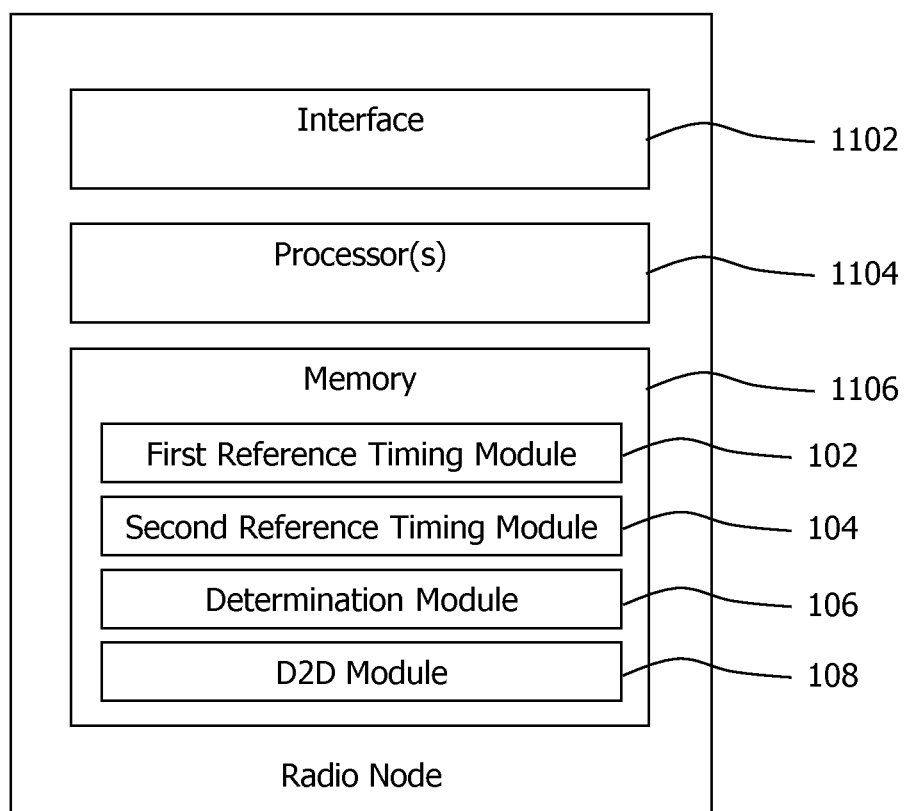 Interface
1102
Processor(s)
1104
Memory
1106
First Reference Timing Module
102
Second Reference Timing Module
104
Determination Module
106
D2D Module
108
Radio Node